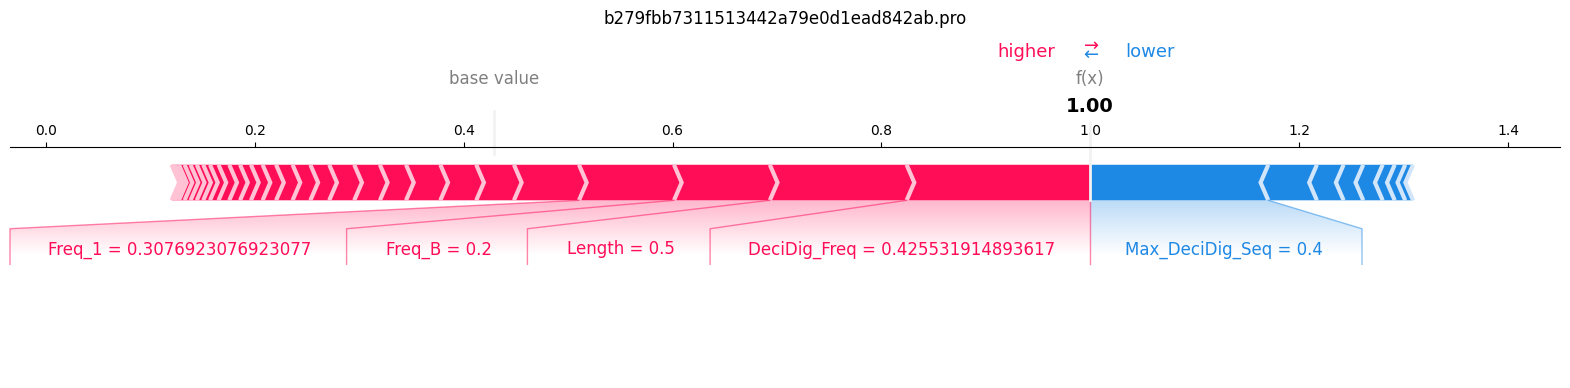 b279fbb7311513442a79e0d1ead842ab.pro
higher ⇄ lower
base value f(x)
1.00
0.0 0.2 0.4 0.6 0.8 1.0 1.2 1.4
Freq_1 = 0.3076923076923077 Freq_B = 0.2 Length = 0.5 DeciDig_Freq = 0.425531914893617 Max_DeciDig_Seq = 0.4